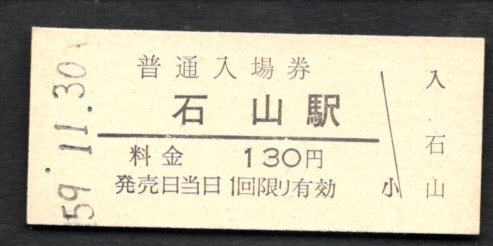 59.11.30
普通入場券
石山駅
料金 130円
発売日当日1回限り有効
小
入
石山